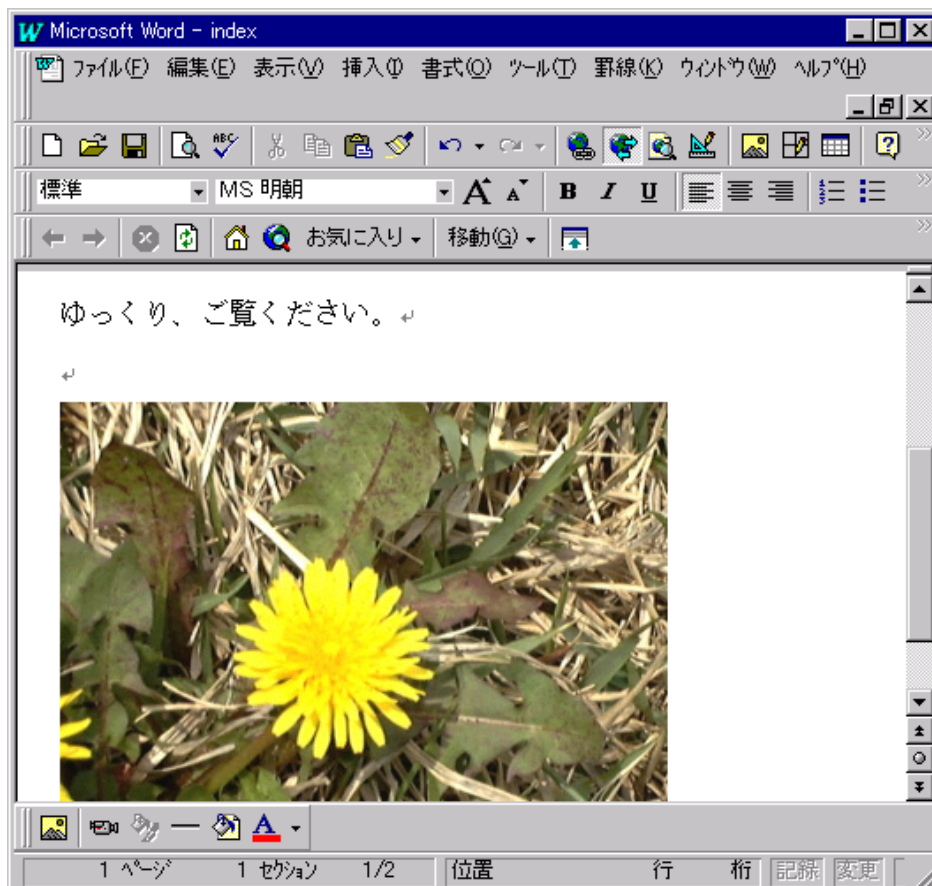 Microsoft Word - index
ﾌｧｲﾙ(F) 編集(E) 表示(V) 挿入(I) 書式(O) ﾂｰﾙ(T) 罫線(K) ｳｨﾝﾄﾞｳ(W) ﾍﾙﾌﾟ(H)
ABC
標準 MS 明朝 A A B I U
お気に入り 移動(G)
ゆっくり、ご覧ください。
A
1 ﾍﾟｰｼﾞ 1 ｾｸｼｮﾝ 1/2 位置 行 桁 記録 変更